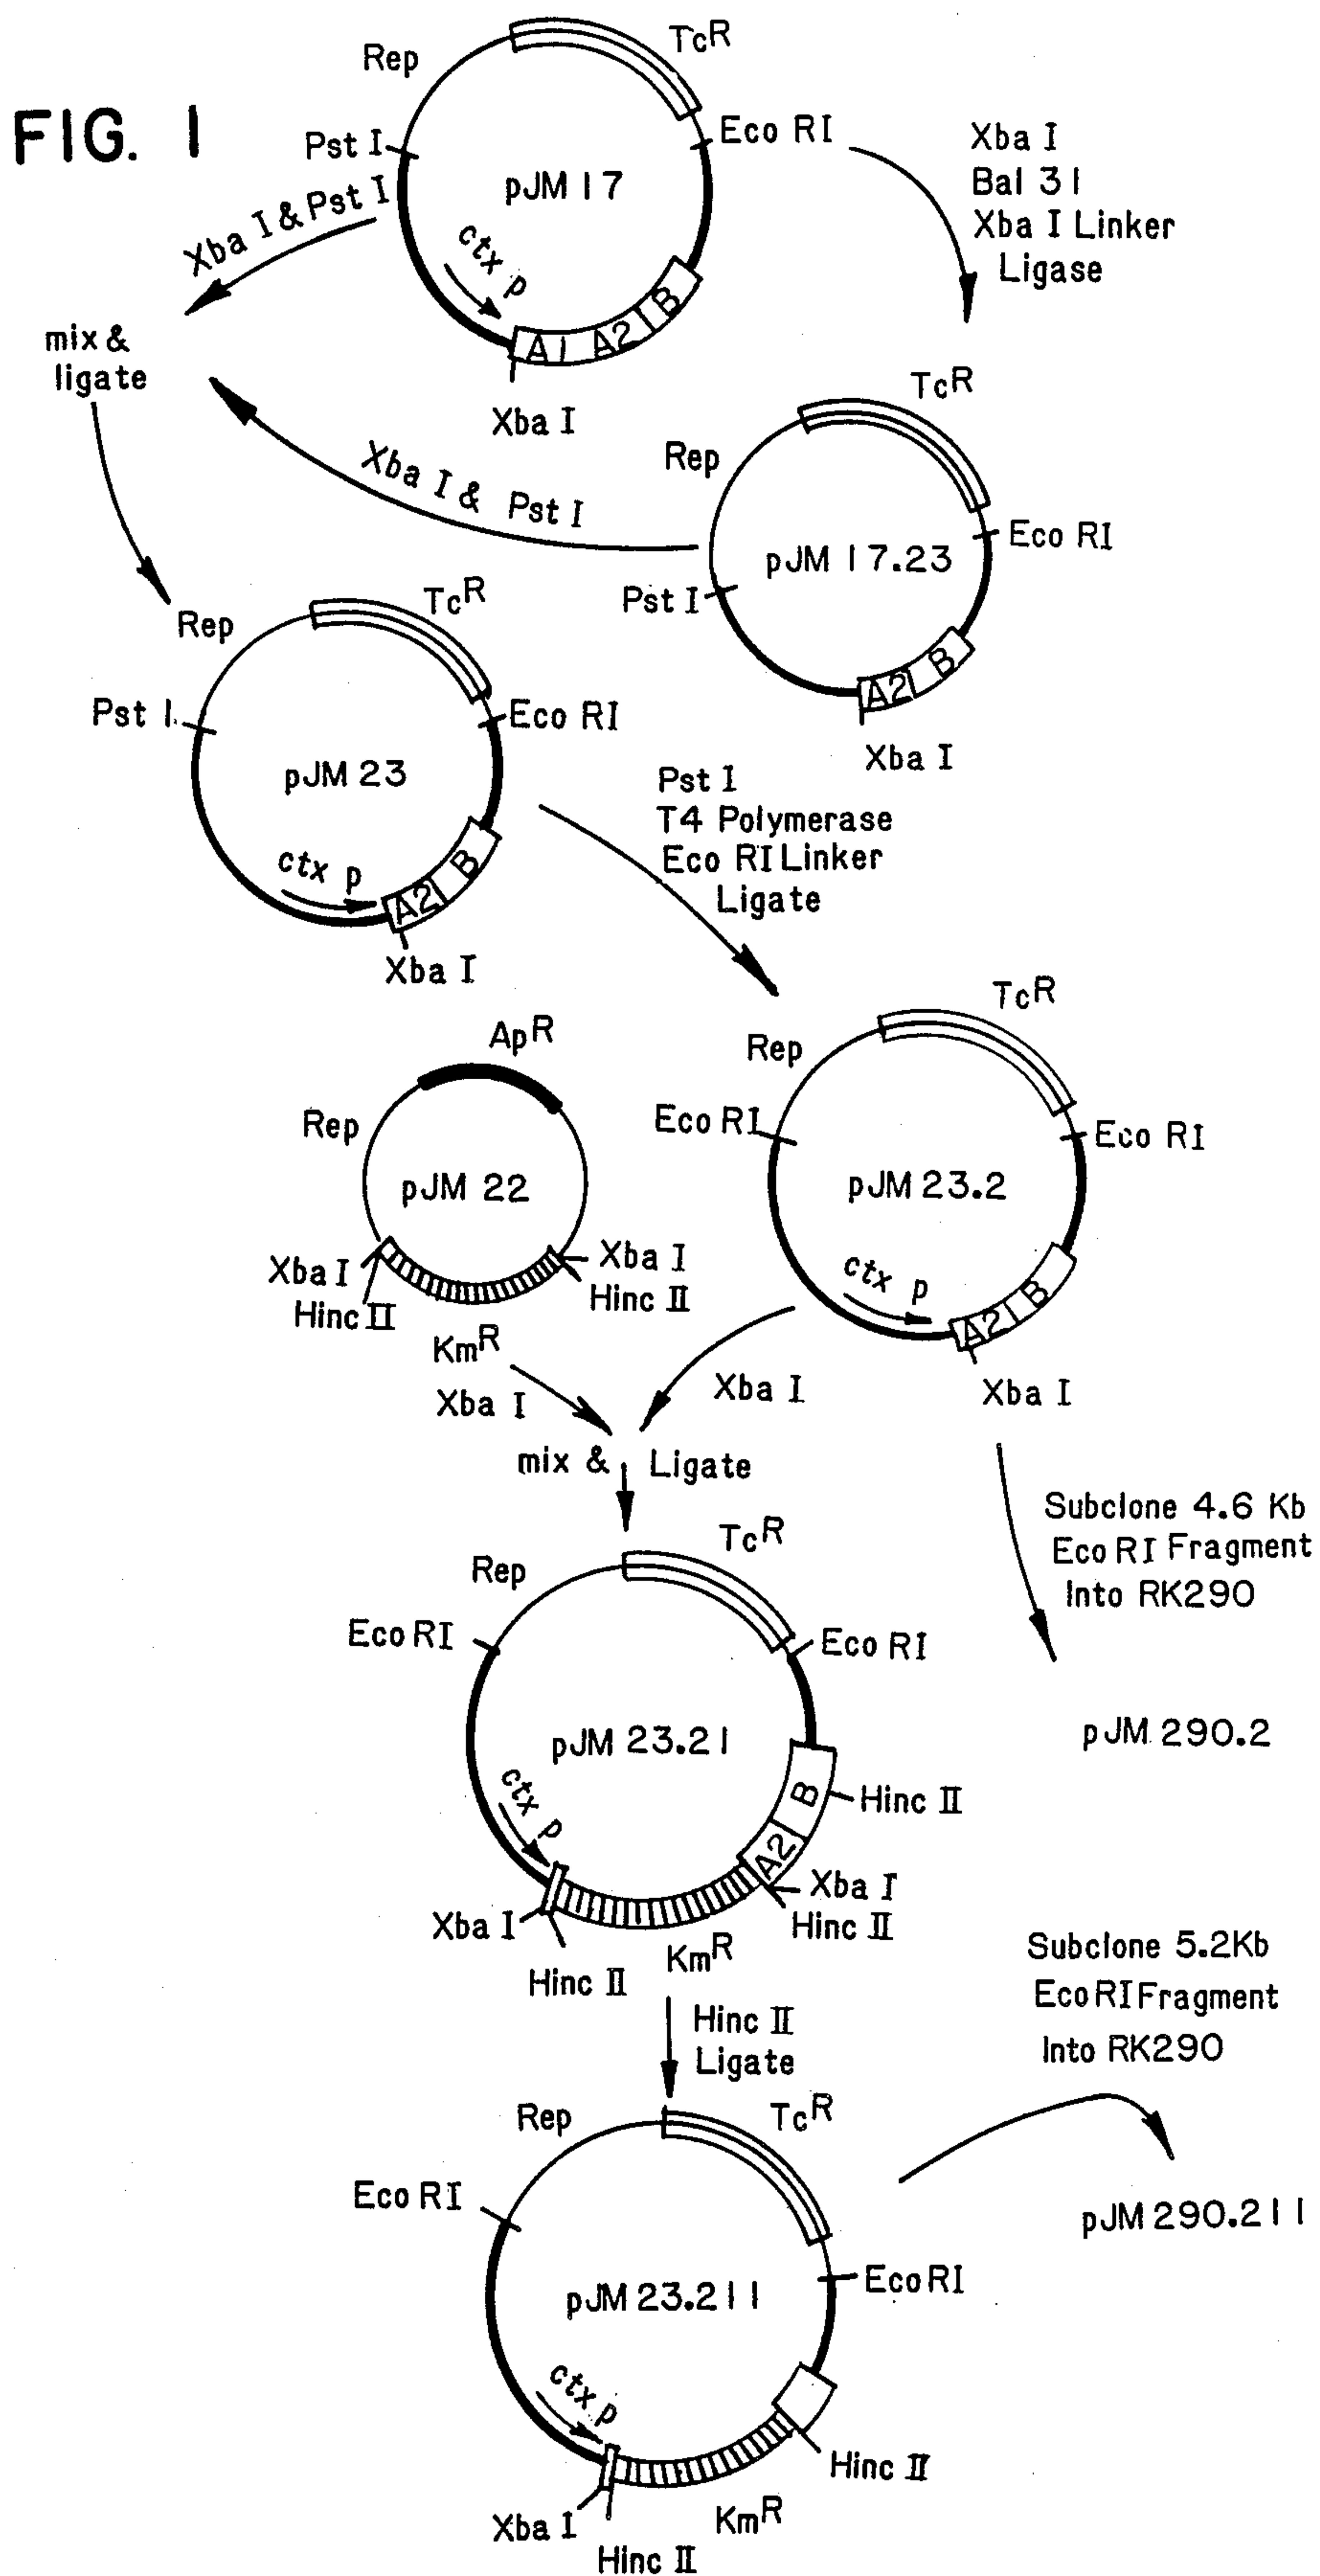 FIG. 1
Rep
TcR
Pst I
Eco RI
pJM 17
ctx p
A1 A2 B
Xba I
Xba I & Pst I
Xba I
Bal 31
Xba I Linker
Ligase
mix &
ligate
Xba I & Pst I
TcR
Rep
Eco RI
pJM 17.23
Pst I
A2 B
Xba I
Rep
TcR
Pst I
Eco RI
pJM 23
ctx p
A2 B
Xba I
Pst I
T4 Polymerase
Eco RI Linker
Ligate
ApR
Rep
pJM 22
Xba I
Hinc II
Xba I
Hinc II
KmR
Xba I
TcR
Rep
Eco RI
Eco RI
pJM 23.2
ctx p
A2 B
Xba I
Xba I
mix & Ligate
Subclone 4.6 Kb
Eco RI Fragment
Into RK290
pJM 290.2
TcR
Rep
Eco RI
Eco RI
pJM 23.21
ctx p
B
A2
Hinc II
Xba I
Hinc II
Xba I
Hinc II
KmR
Hinc II
Ligate
Subclone 5.2Kb
Eco RI Fragment
Into RK290
pJM 290.211
Rep
TcR
Eco RI
Eco RI
pJM 23.211
ctx p
Hinc II
Xba I
Hinc II
KmR